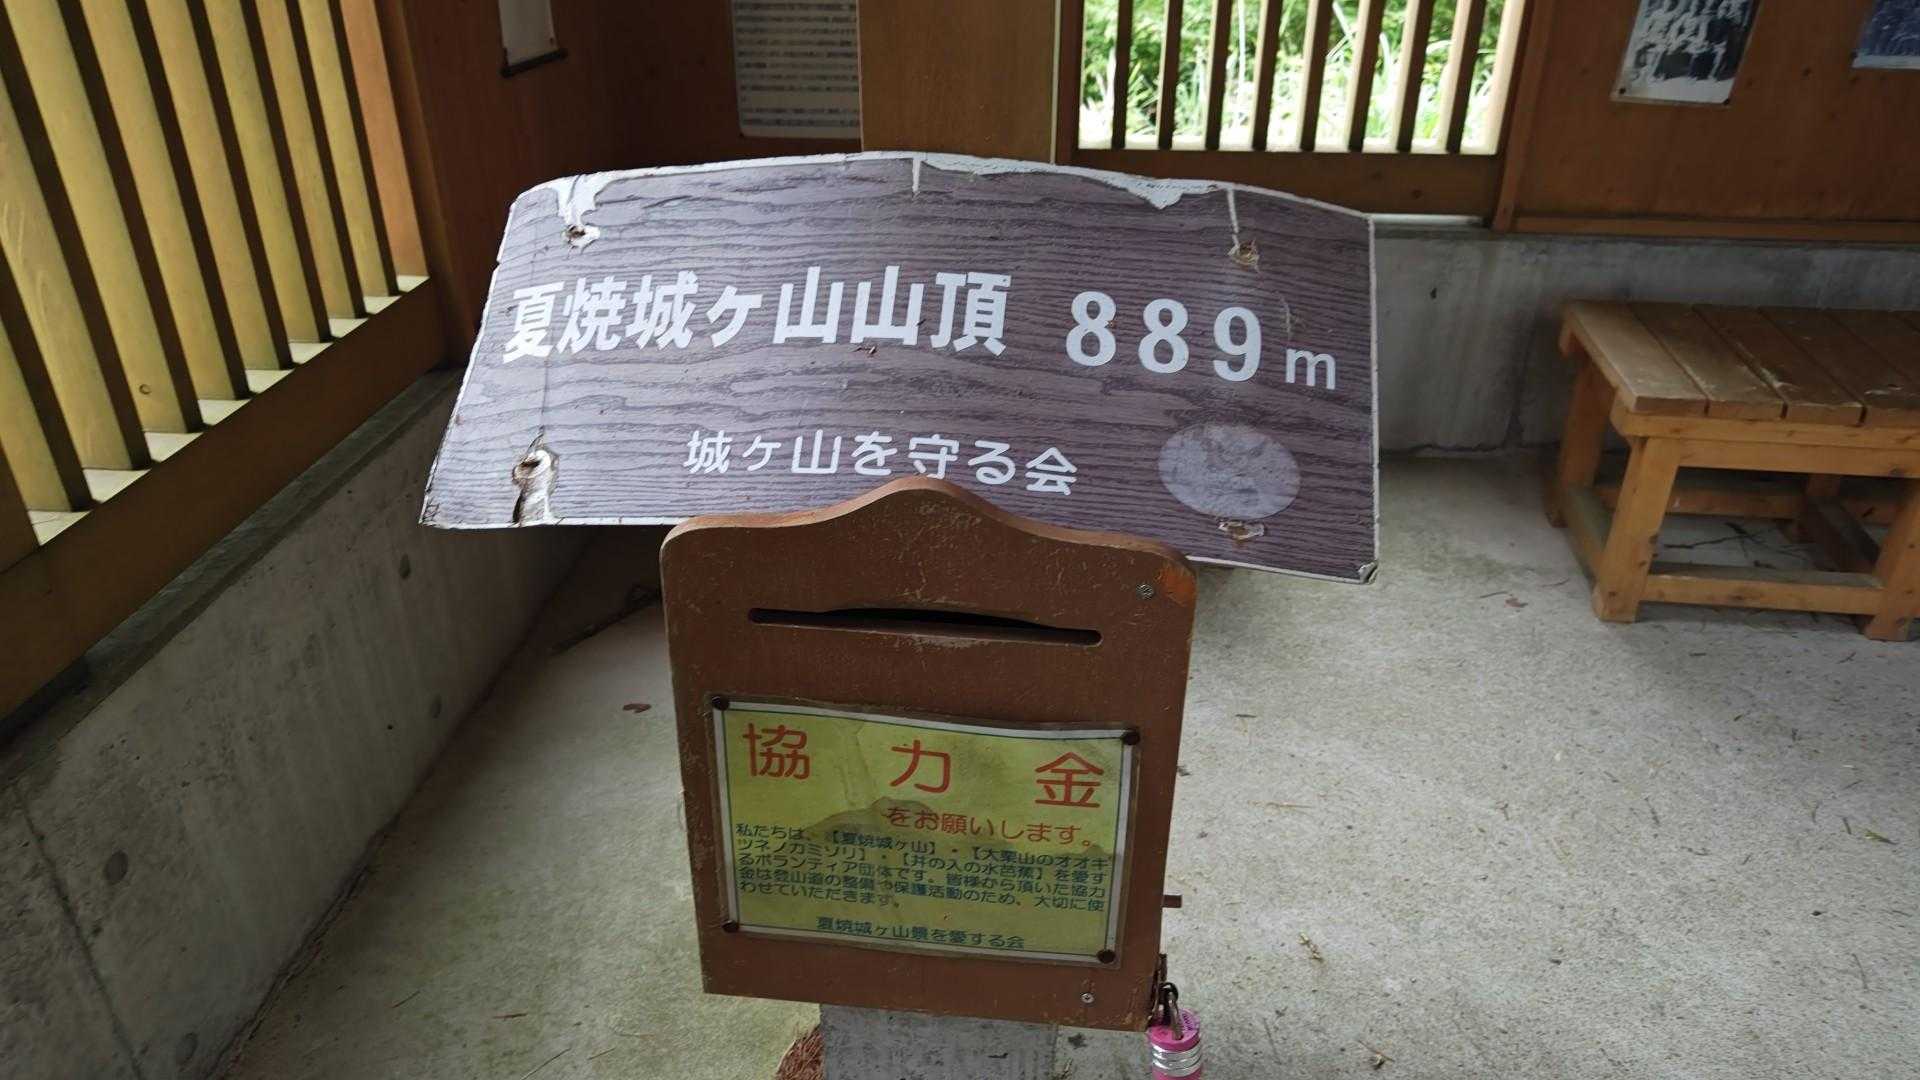 夏焼城ヶ山山頂 889m
城ヶ山を守る会
協力金
をお願いします。
私たちは、【夏焼城ヶ山】・【大栗山のオオキ
ツネノカミソリ】・【井の入の水芭蕉】を愛す
るボランティア団体です。皆様から頂いた協力
金は登山道の整備や保護活動のため、大切に使
わせていただきます。
夏焼城ヶ山景を愛する会